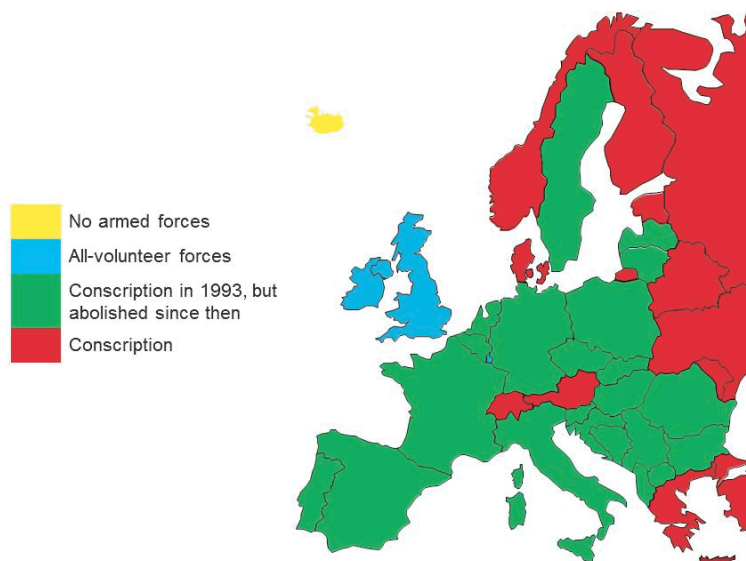 No armed forces
All-volunteer forces
Conscription in 1993, but
abolished since then
Conscription